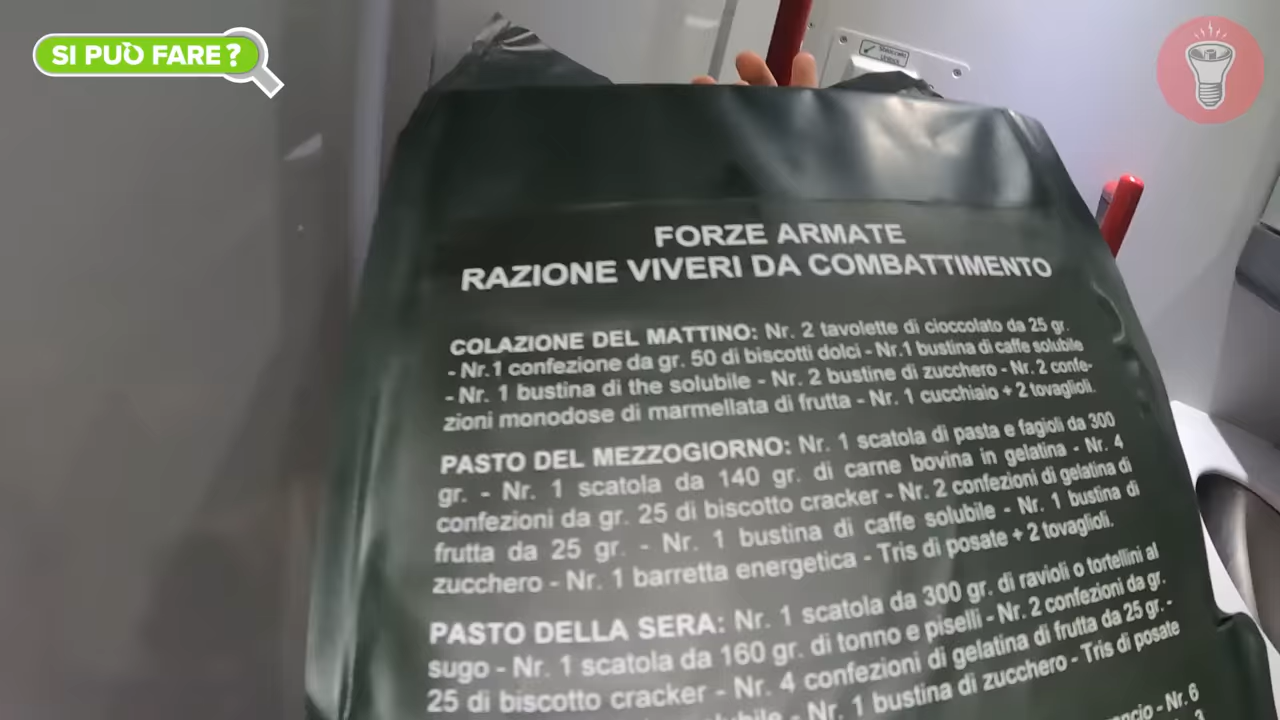 SI PUÒ FARE?
FORZE ARMATE
RAZIONE VIVERI DA COMBATTIMENTO
COLAZIONE DEL MATTINO: Nr. 2 tavolette di cioccolato da 25 gr.
- Nr.1 confezione da gr. 50 di biscotti dolci - Nr.1 bustina di caffe solubile
- Nr. 1 bustina di the solubile - Nr. 2 bustine di zucchero - Nr. 2 confe-
zioni monodose di marmellata di frutta - Nr. 1 cucchiaio + 2 tovaglioli.
PASTO DEL MEZZOGIORNO: Nr. 1 scatola di pasta e fagioli da 300
gr. - Nr. 1 scatola da 140 gr. di carne bovina in gelatina - Nr. 4
confezioni da gr. 25 di biscotto cracker - Nr. 2 confezioni di gelatina di
frutta da 25 gr. - Nr. 1 bustina di caffe solubile - Nr. 1 bustina di
zucchero - Nr. 1 barretta energetica - Tris di posate + 2 tovaglioli.
PASTO DELLA SERA: Nr. 1 scatola da 300 gr. di ravioli o tortellini al
sugo - Nr. 1 scatola da 160 gr. di tonno e piselli - Nr. 2 confezioni da gr.
25 di biscotto cracker - Nr. 4 confezioni di gelatina di frutta da 25 gr. -
solubile - Nr. 1 bustina di zucchero - Tris di posate
- Nr. 6